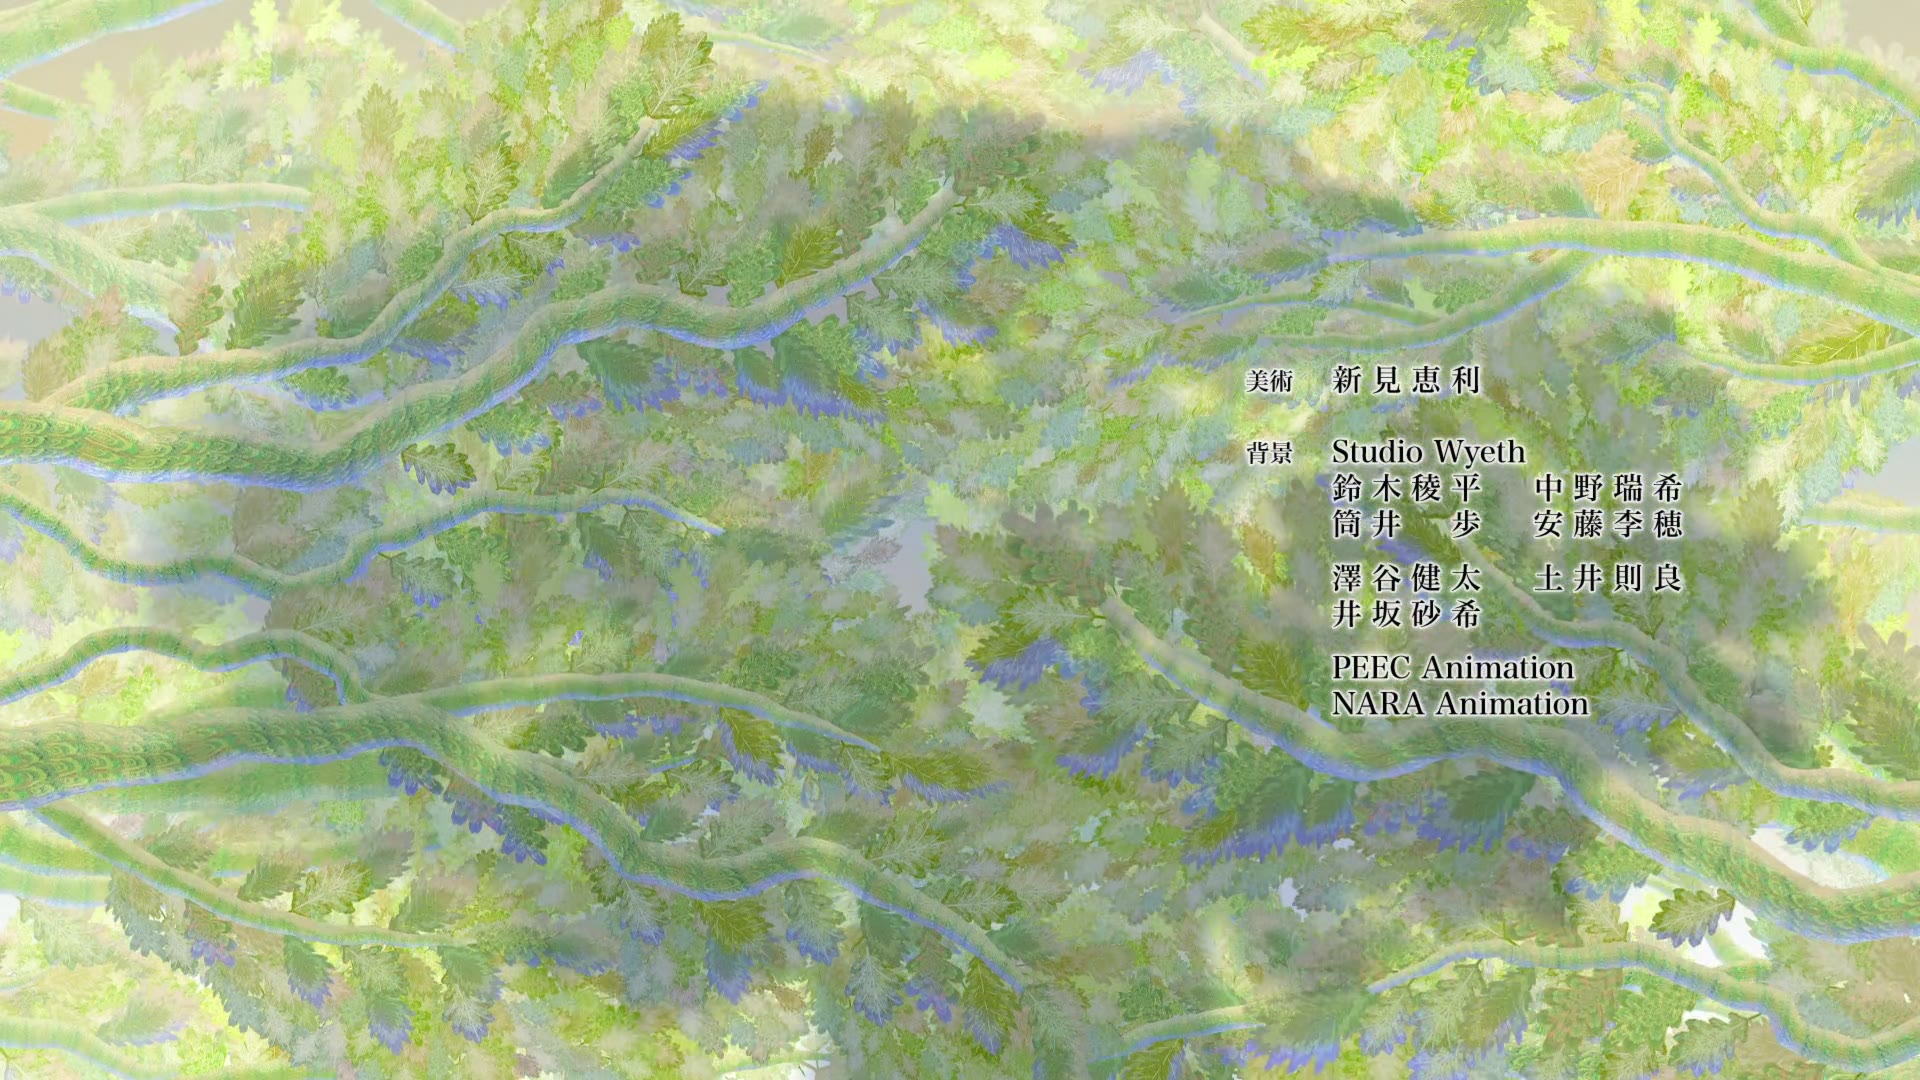 美術 新見恵利
背景 Studio Wyeth
鈴木稜平 中野瑞希
筒井 歩 安藤李穂
澤谷健太 土井則良
井坂砂希
PEEC Animation
NARA Animation